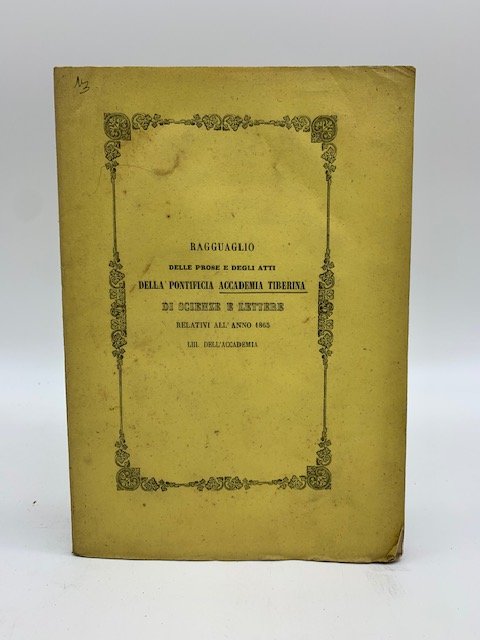 13
RAGGUAGLIO
DELLE PROSE E DEGLI ATTI
DELLA PONTIFICIA ACCADEMIA TIBERINA
DI SCIENZE E LETTERE
RELATIVI ALL' ANNO 1865
LIII. DELL'ACCADEMIA